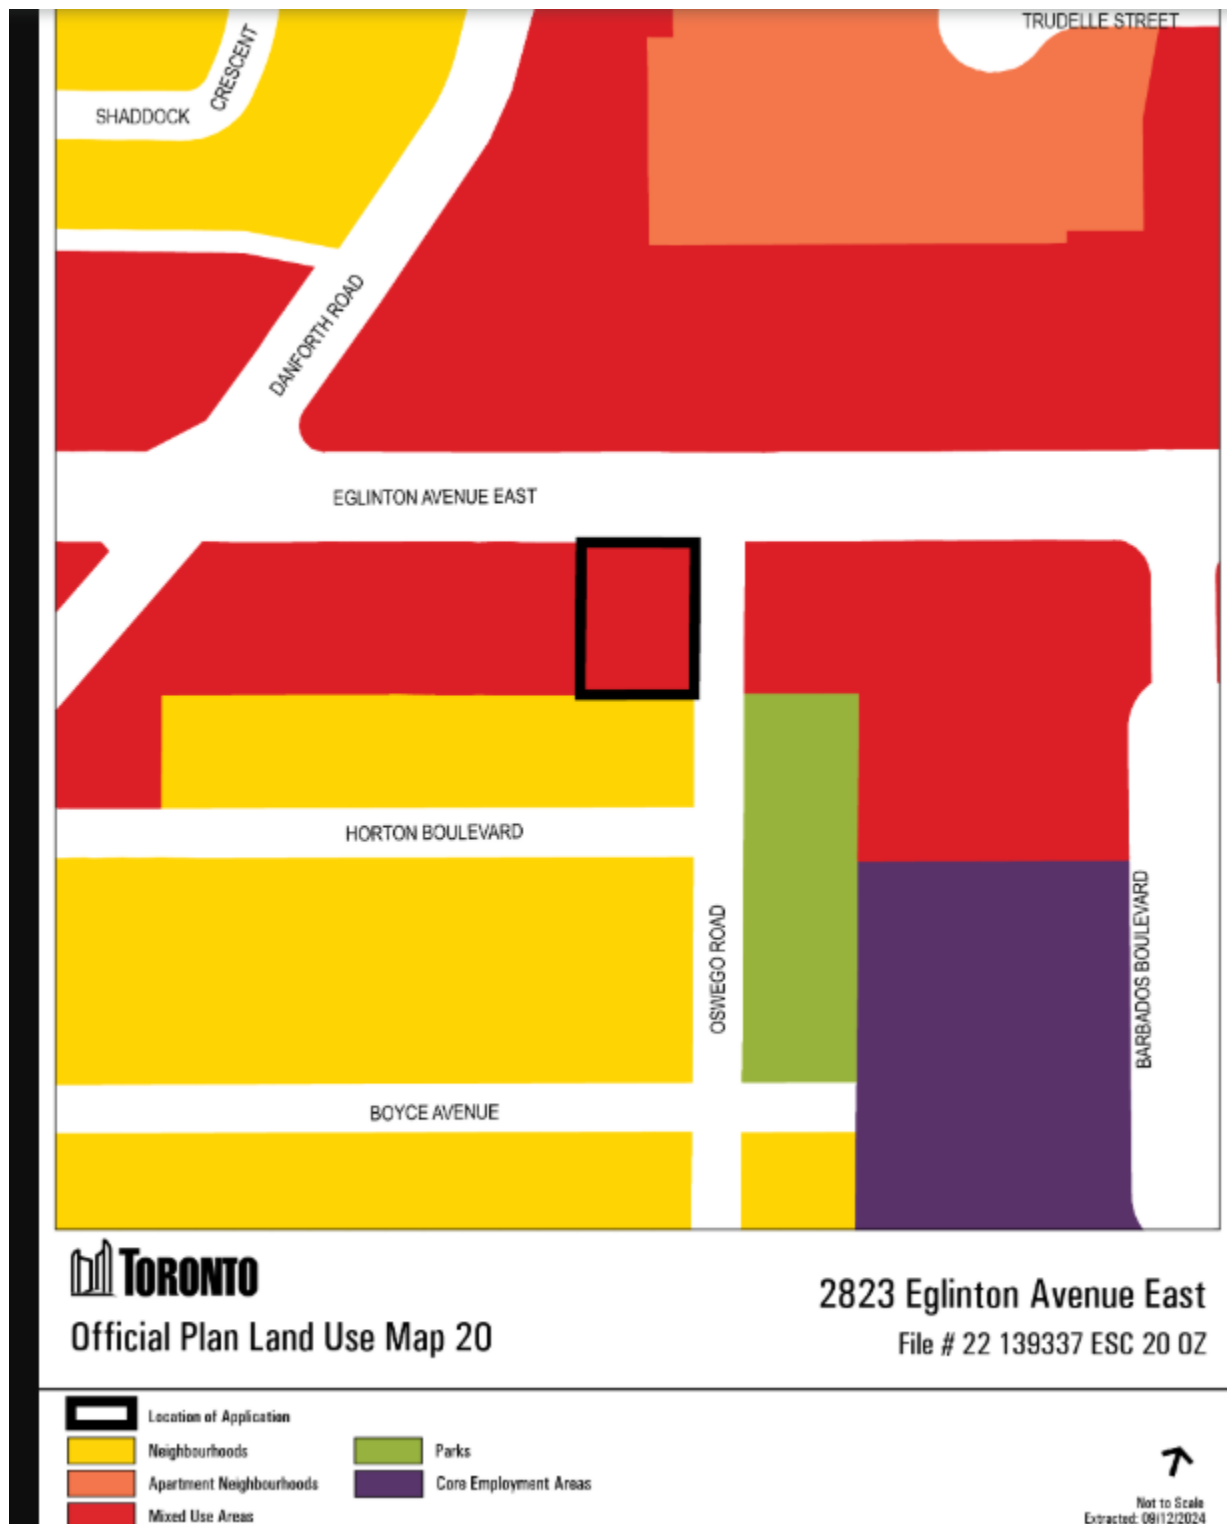 TRUDELLE STREET
CRESCENT
SHADDOCK
DANFORTH ROAD
EGLINTON AVENUE EAST
HORTON BOULEVARD
OSWEGO ROAD
BARBADOS BOULEVARD
BOYCE AVENUE
TORONTO
Official Plan Land Use Map 20
2823 Eglinton Avenue East
File # 22 139337 ESC 20 OZ
Location of Application
Neighbourhoods
Apartment Neighbourhoods
Mixed Use Areas
Parks
Core Employment Areas
Not to Scale
Extracted: 09/12/2024